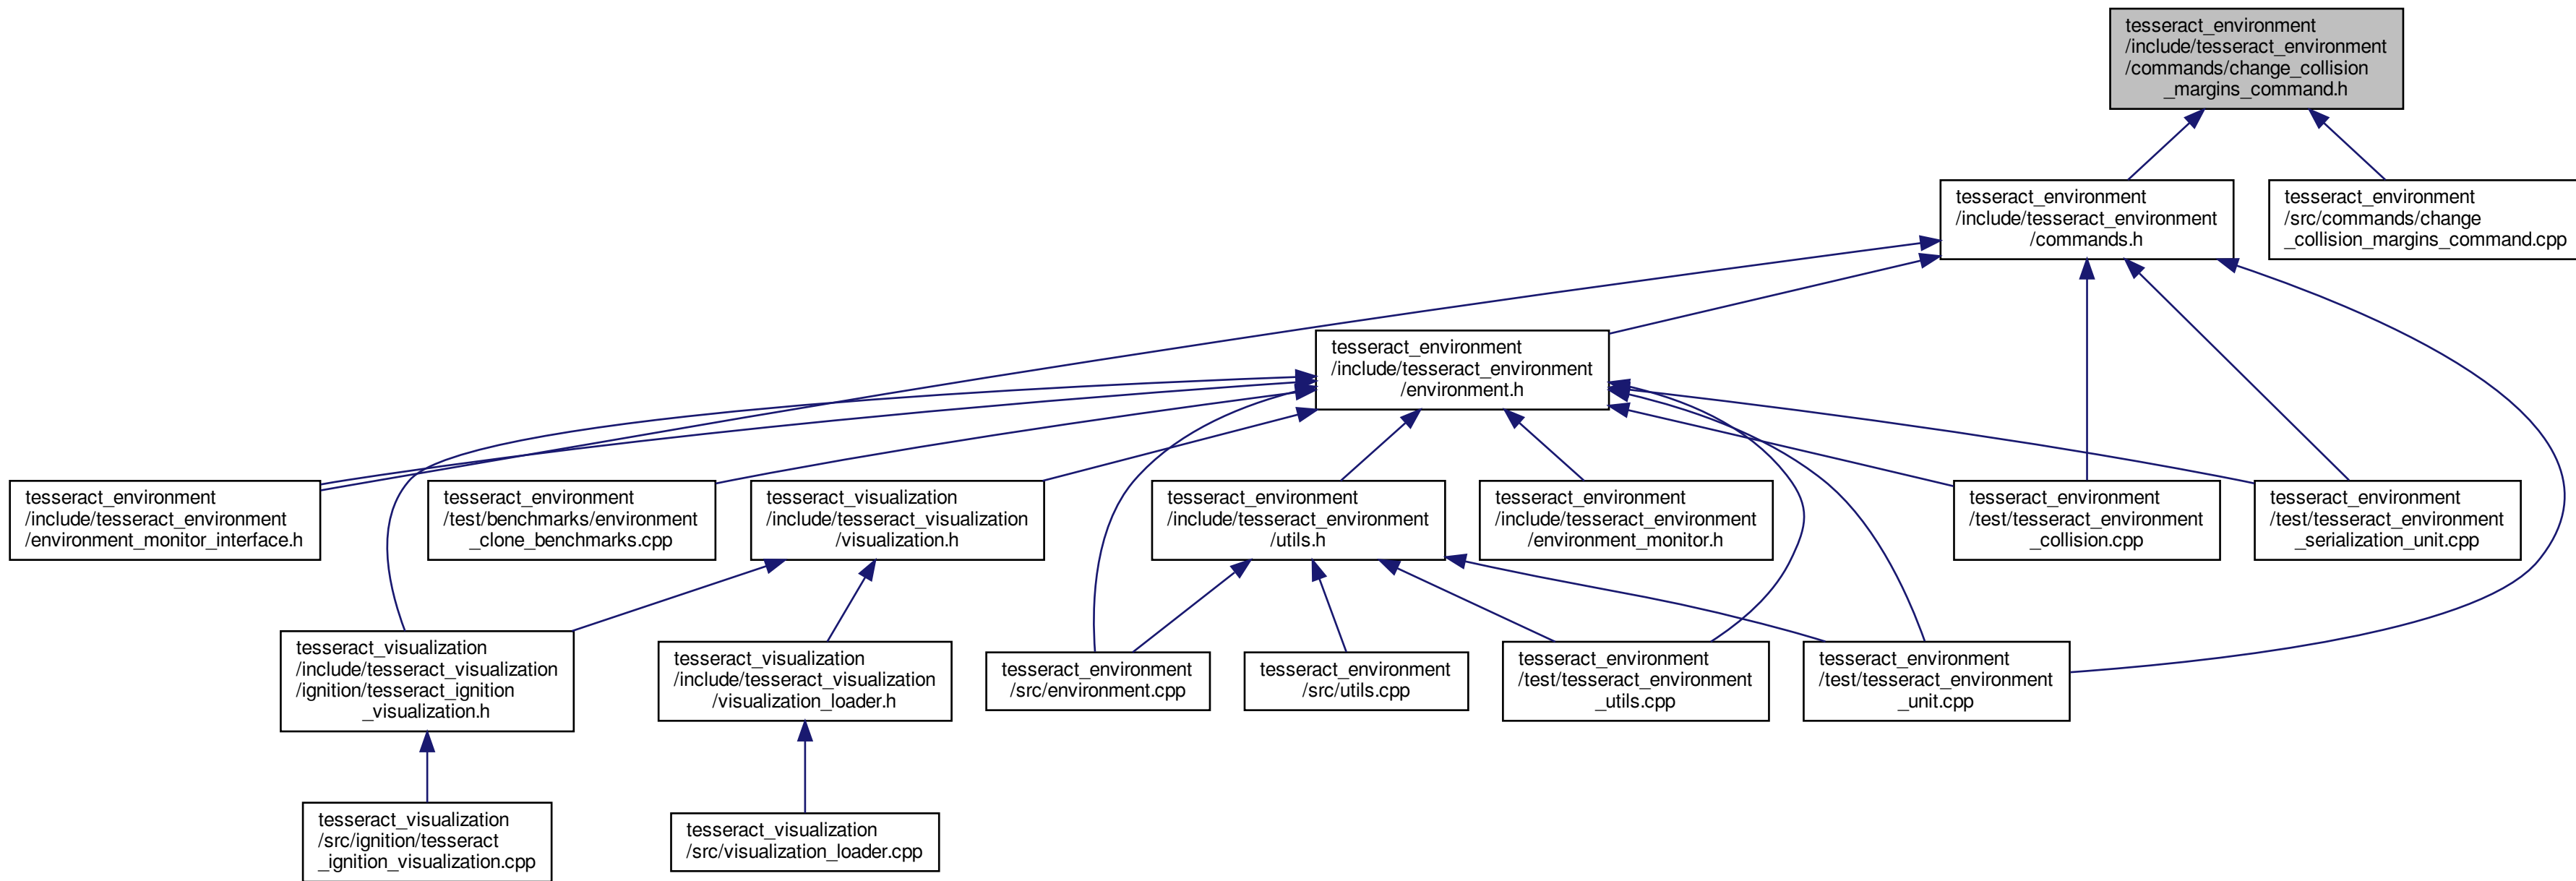 tesseract_environment
/include/tesseract_environment
/commands/change_collision
_margins_command.h
tesseract_environment
/include/tesseract_environment
/commands.h
tesseract_environment
/src/commands/change
_collision_margins_command.cpp
tesseract_environment
/include/tesseract_environment
/environment.h
tesseract_environment
/include/tesseract_environment
/environment_monitor_interface.h
tesseract_environment
/test/benchmarks/environment
_clone_benchmarks.cpp
tesseract_visualization
/include/tesseract_visualization
/visualization.h
tesseract_environment
/include/tesseract_environment
/utils.h
tesseract_environment
/include/tesseract_environment
/environment_monitor.h
tesseract_environment
/test/tesseract_environment
_collision.cpp
tesseract_environment
/test/tesseract_environment
_serialization_unit.cpp
tesseract_visualization
/include/tesseract_visualization
/ignition/tesseract_ignition
_visualization.h
tesseract_visualization
/include/tesseract_visualization
/visualization_loader.h
tesseract_environment
/src/environment.cpp
tesseract_environment
/src/utils.cpp
tesseract_environment
/test/tesseract_environment
_utils.cpp
tesseract_environment
/test/tesseract_environment
_unit.cpp
tesseract_visualization
/src/ignition/tesseract
_ignition_visualization.cpp
tesseract_visualization
/src/visualization_loader.cpp